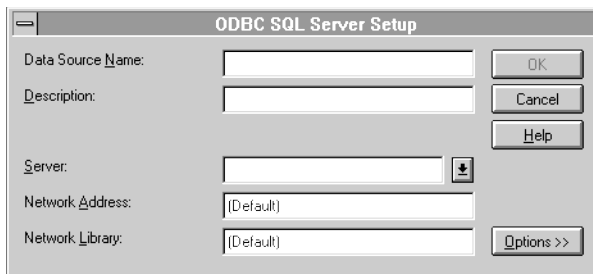 ODBC SQL Server Setup
Data Source Name:
OK
Description:
Cancel
Help
Server:
Network Address:
(Default)
Network Library:
(Default)
Options >>